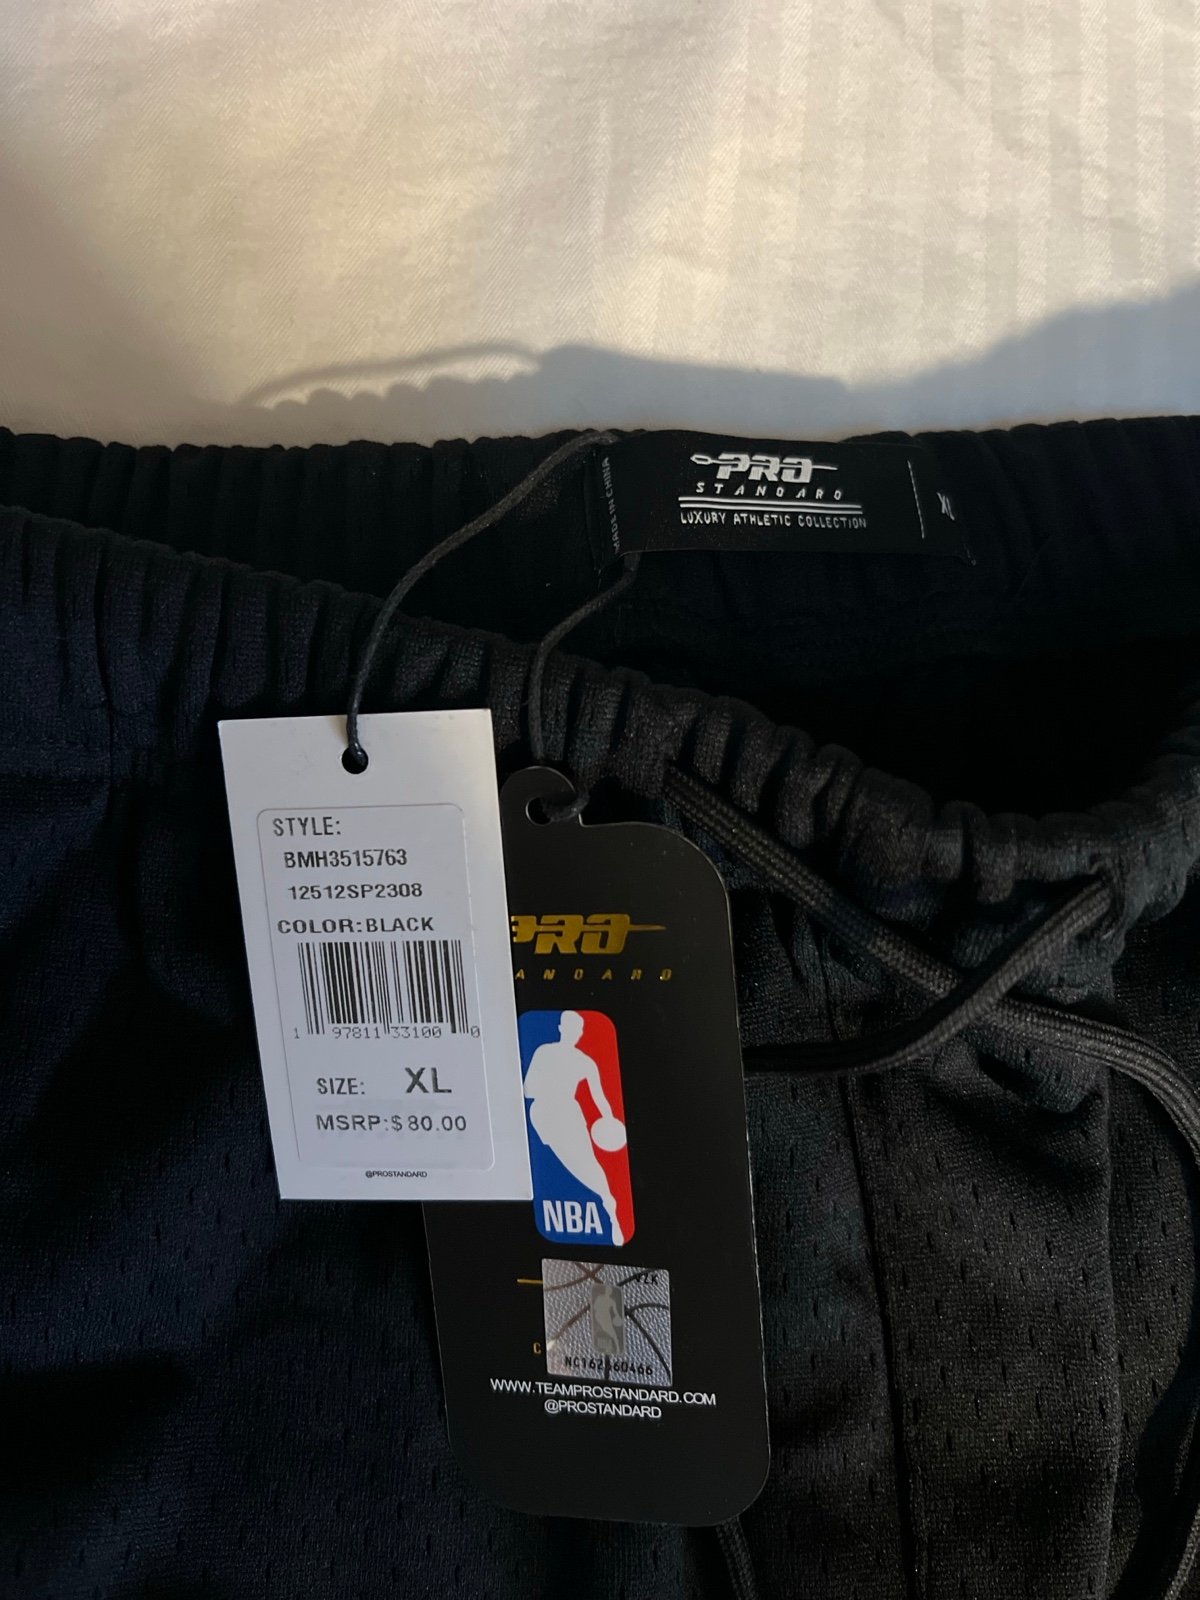 MADE IN CHINA
PRO
STANDARD
LUXURY ATHLETIC COLLECTION
XL
STYLE:
BMH3515763
12512SP2308
COLOR:BLACK
1 97811 33100 0
SIZE: XL
MSRP:$80.00
@PROSTANDARD
PRO
ANDARD
NBA
WWW.TEAMPROSTANDARD.COM
@PROSTANDARD